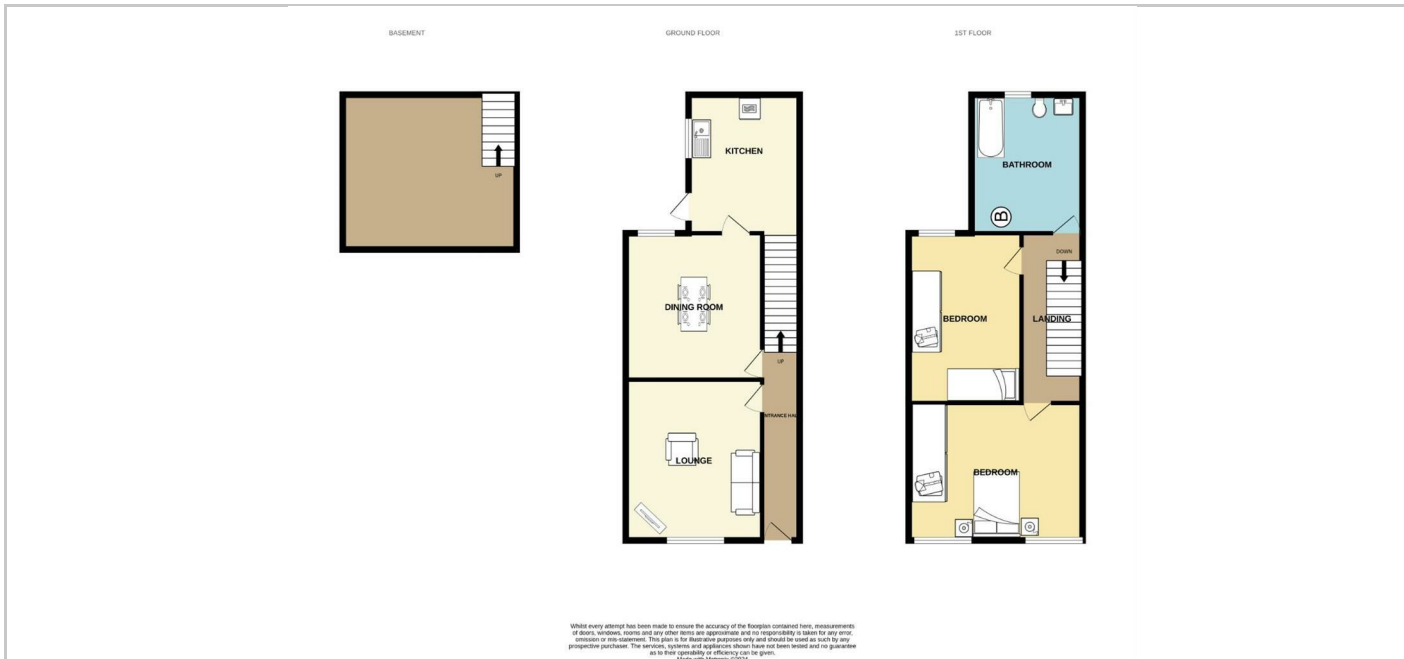 BASEMENT
GROUND FLOOR
1ST FLOOR
UP
KITCHEN
DINING ROOM
UP
LOUNGE
BATHROOM
B
DOWN
BEDROOM
LANDING
BEDROOM
Whilst every attempt has been made to ensure the accuracy of the floorplan contained here, measurements
of doors, windows, rooms and any other items are approximate and no responsibility is taken for any error,
omission or mis-statement. This plan is for illustrative purposes only and should be used as such by any
prospective purchaser. The services, systems and appliances shown have not been tested and no guarantee
as to their operability or efficiency can be given.
Made with Metropix ©2024